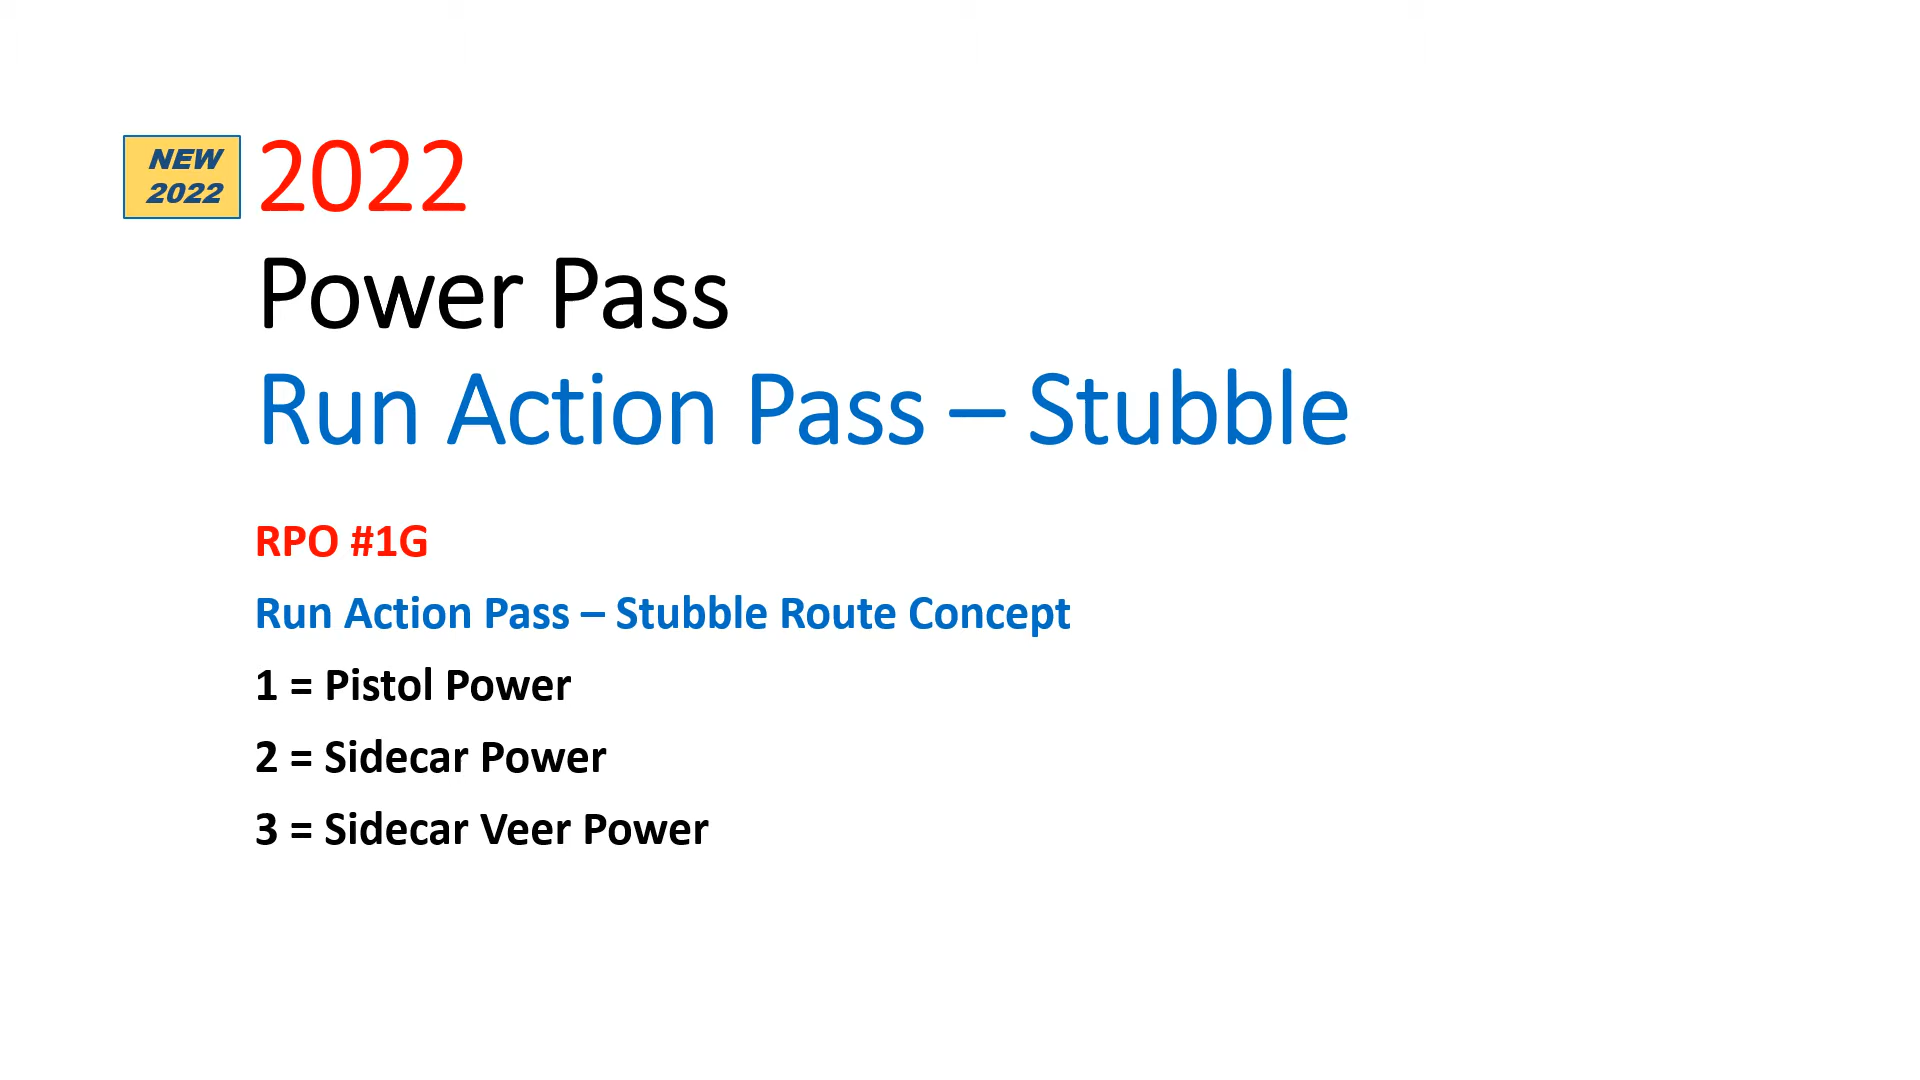 NEW
2022
2022
Power Pass
Run Action Pass – Stubble
RPO #1G
Run Action Pass – Stubble Route Concept
1 = Pistol Power
2 = Sidecar Power
3 = Sidecar Veer Power